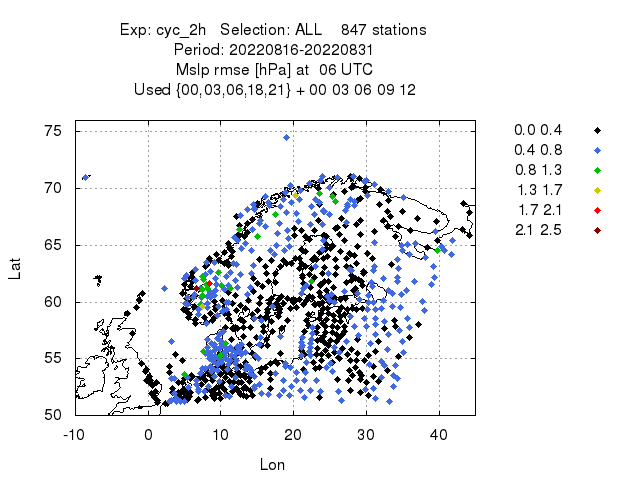 Exp: cyc_2h   Selection: ALL    847 stations
Period: 20220816-20220831
Mslp rmse [hPa] at  06 UTC
Used {00,03,06,18,21} + 00 03 06 09 12
75
70
65
60
55
50
-10 0 10 20 30 40
Lat
Lon
0.0 0.4
0.4 0.8
0.8 1.3
1.3 1.7
1.7 2.1
2.1 2.5